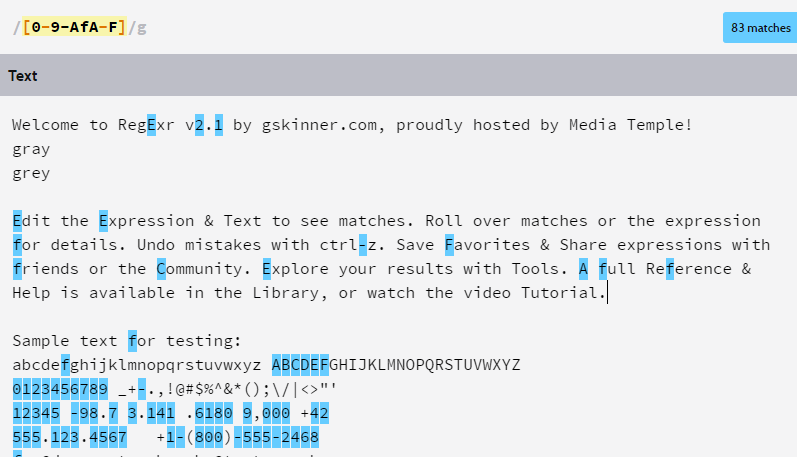 /[0-9-AfA-F]/g
83 matches
Text
Welcome to RegExr v2.1 by gskinner.com, proudly hosted by Media Temple!
gray
grey
Edit the Expression & Text to see matches. Roll over matches or the expression
for details. Undo mistakes with ctrl-z. Save Favorites & Share expressions with
friends or the Community. Explore your results with Tools. A full Reference &
Help is available in the Library, or watch the video Tutorial.
Sample text for testing:
abcdefghijklmnopqrstuvwxyz ABCDEFGHIJKLMNOPQRSTUVWXYZ
0123456789 _+-.,!@#$%^&*();\/|<>"'
12345 -98.7 3.141 .6180 9,000 +42
555.123.4567   +1-(800)-555-2468